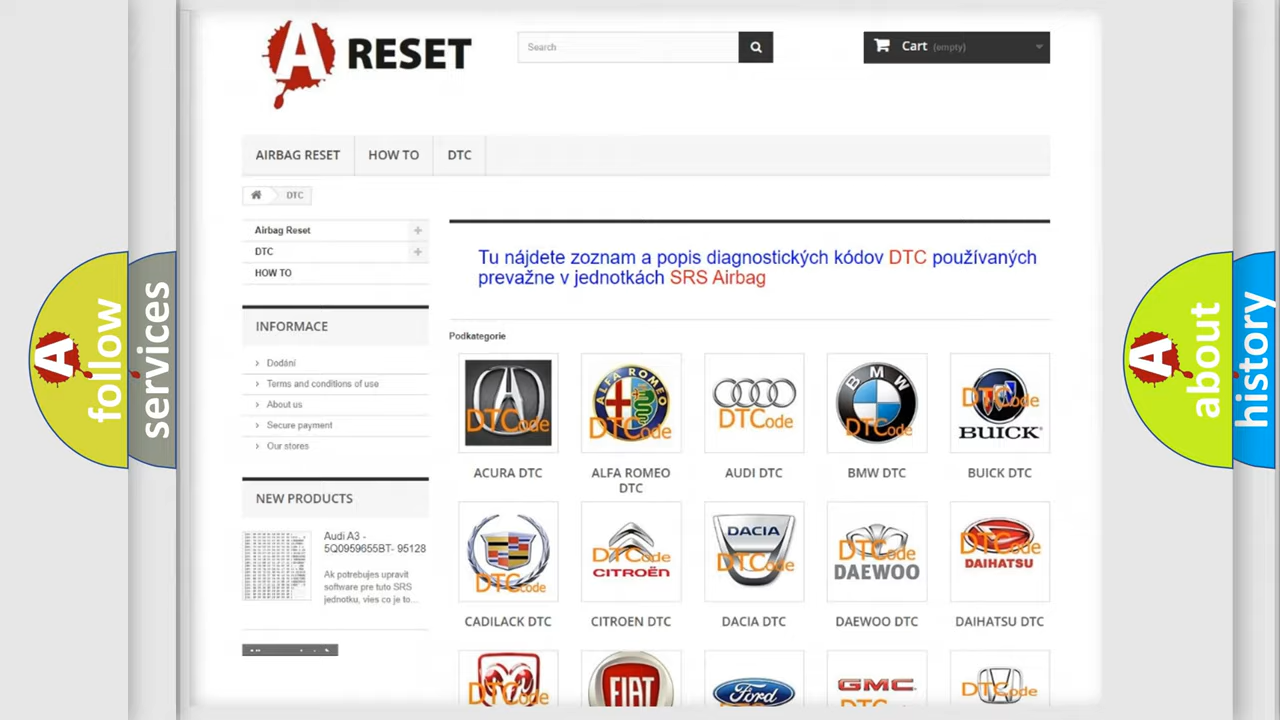 A RESET
Search
Cart (empty)
AIRBAG RESET
HOW TO
DTC
DTC
Airbag Reset
DTC
HOW TO
INFORMACE
Dodání
Terms and conditions of use
About us
Secure payment
Our stores
NEW PRODUCTS
Audi A3 -
5Q0959655BT- 95128
Ak potrebujes upravit
software pre tuto SRS
jednotku, vies co je to...
Tu nájdete zoznam a popis diagnostických kódov DTC používaných
prevažne v jednotkách SRS Airbag
Podkategorie
DTCode
ALFA ROMEO
DTCode
DTCode
BMW
DTCode
DTCode
BUICK
ACURA DTC
ALFA ROMEO
DTC
AUDI DTC
BMW DTC
BUICK DTC
DTCode
DTCode
CITROËN
DACIA
DTCode
DTCode
DAEWOO
DTCode
DAIHATSU
CADILACK DTC
CITROEN DTC
DACIA DTC
DAEWOO DTC
DAIHATSU DTC
DTCode
FIAT
Ford
GMC
DTCode
A follow
services
A about
history